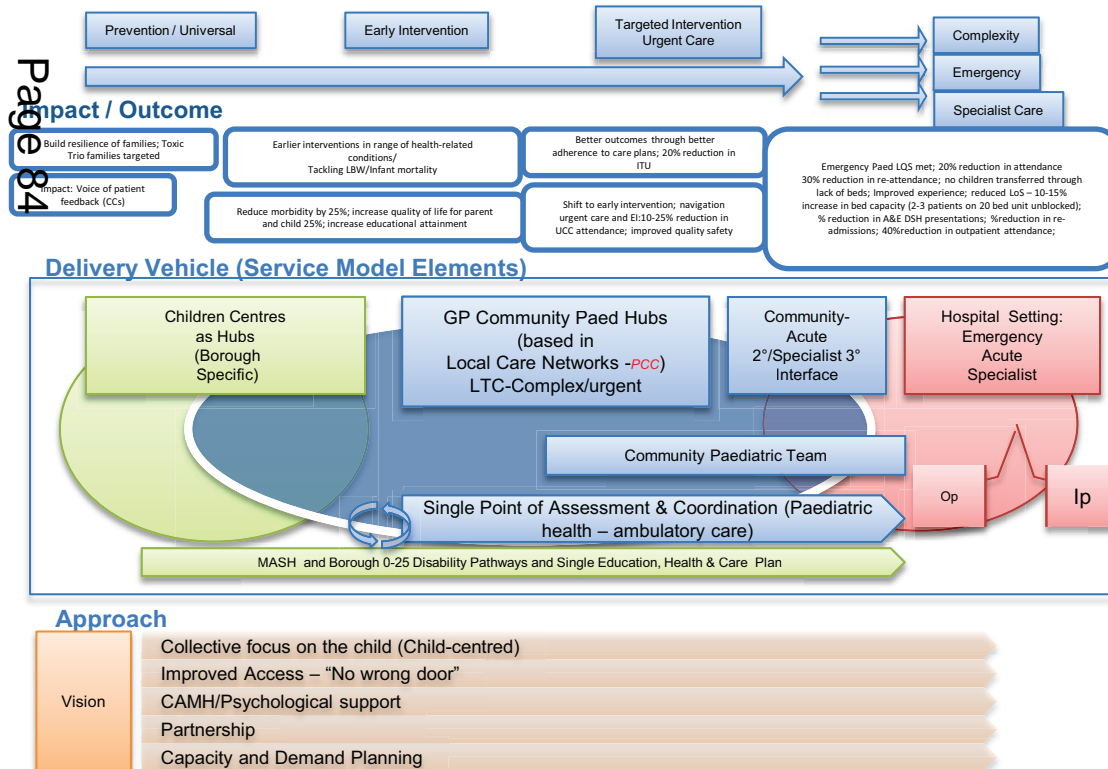 Prevention / Universal
Early Intervention
Targeted Intervention
Urgent Care
Complexity
Emergency
Specialist Care
Page 84
Impact / Outcome
Build resilience of families; Toxic
Trio families targeted
Impact: Voice of patient
feedback (CCs)
Earlier interventions in range of health-related
conditions/
Tackling LBW/Infant mortality
Reduce morbidity by 25%; increase quality of life for parent
and child 25%; increase educational attainment
Better outcomes through better
adherence to care plans; 20% reduction in
ITU
Shift to early intervention; navigation
urgent care and EI:10-25% reduction in
UCC attendance; improved quality safety
Emergency Paed LQS met; 20% reduction in attendance
30% reduction in re-attendance; no children transferred through
lack of beds; Improved experience; reduced LoS – 10-15%
increase in bed capacity (2-3 patients on 20 bed unit unblocked);
% reduction in A&E DSH presentations; %reduction in re-
admissions; 40%reduction in outpatient attendance;
Delivery Vehicle (Service Model Elements)
Children Centres
as Hubs
(Borough
Specific)
GP Community Paed Hubs
(based in
Local Care Networks -PCC)
LTC-Complex/urgent
Community-
Acute
2°/Specialist 3°
Interface
Hospital Setting:
Emergency
Acute
Specialist
Community Paediatric Team
Op
Ip
Single Point of Assessment & Coordination (Paediatric
health – ambulatory care)
MASH and Borough 0-25 Disability Pathways and Single Education, Health & Care Plan
Approach
Vision
Collective focus on the child (Child-centred)
Improved Access – “No wrong door”
CAMH/Psychological support
Partnership
Capacity and Demand Planning